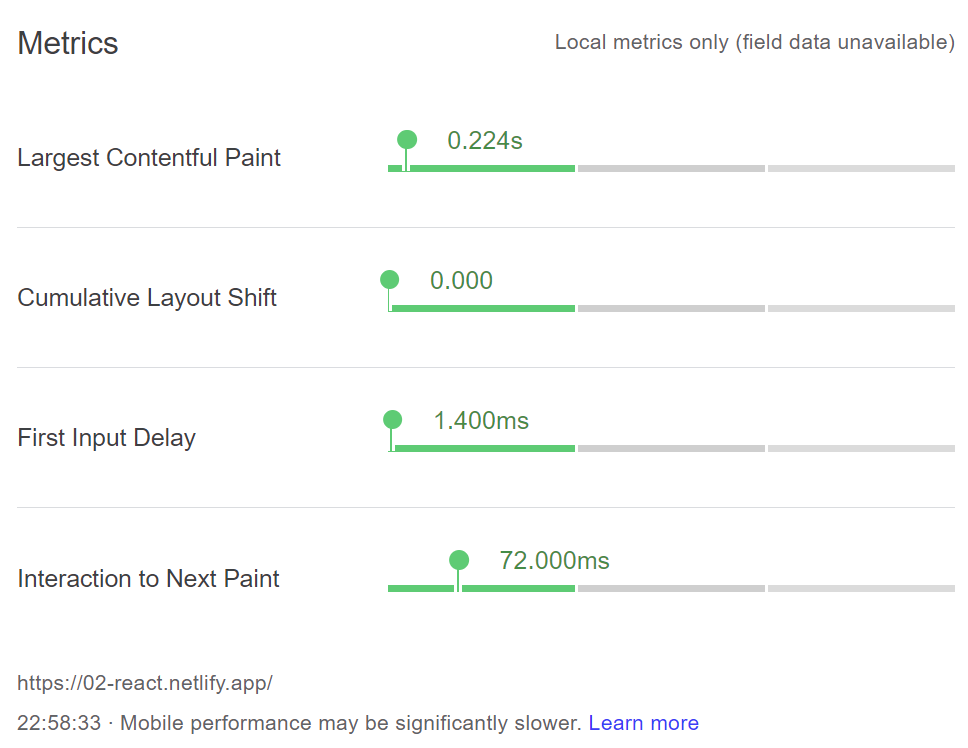 Metrics
Local metrics only (field data unavailable)
Largest Contentful Paint
0.224s
Cumulative Layout Shift
0.000
First Input Delay
1.400ms
Interaction to Next Paint
72.000ms
https://02-react.netlify.app/
22:58:33 · Mobile performance may be significantly slower. Learn more